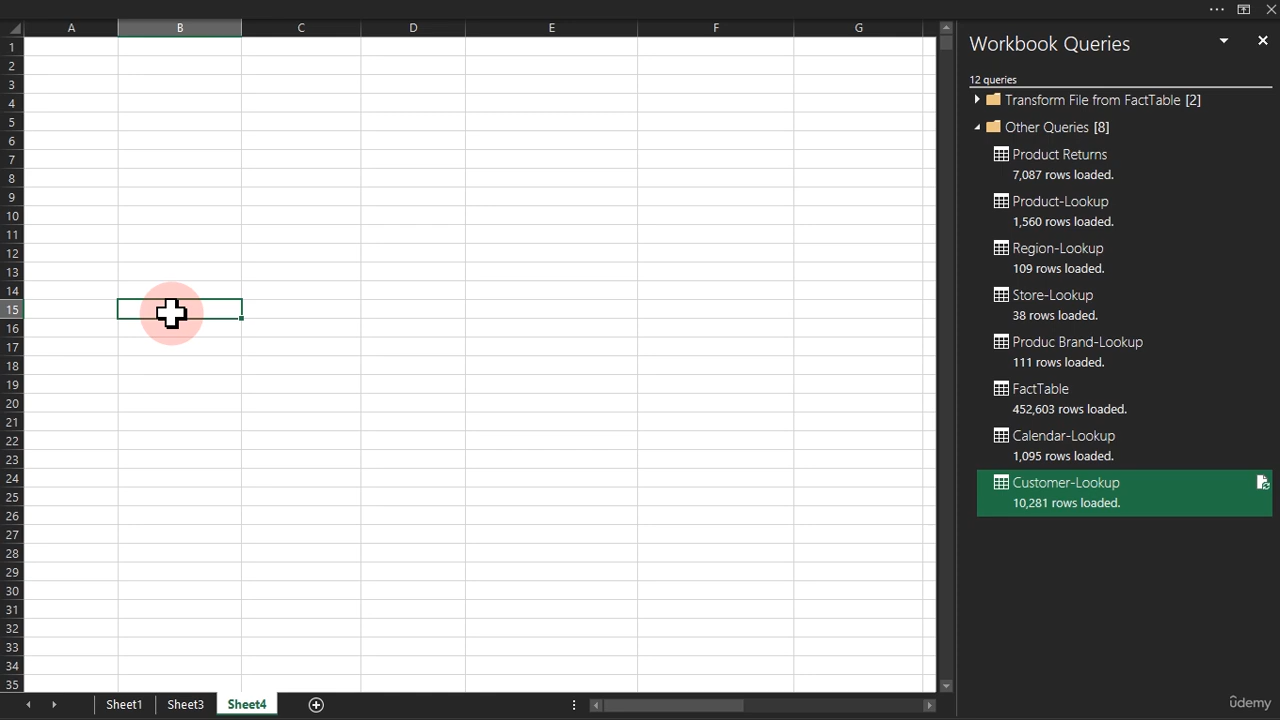 Workbook Queries
12 queries
Transform File from FactTable [2]
Other Queries [8]
Product Returns
7,087 rows loaded.
Product-Lookup
1,560 rows loaded.
Region-Lookup
109 rows loaded.
Store-Lookup
38 rows loaded.
Produc Brand-Lookup
111 rows loaded.
FactTable
452,603 rows loaded.
Calendar-Lookup
1,095 rows loaded.
Customer-Lookup
10,281 rows loaded.
A B C D E F G
1
2
3
4
5
6
7
8
9
10
11
12
13
14
15
16
17
18
19
20
21
22
23
24
25
26
27
28
29
30
31
32
33
34
35
Sheet1 Sheet3 Sheet4
ûdemy